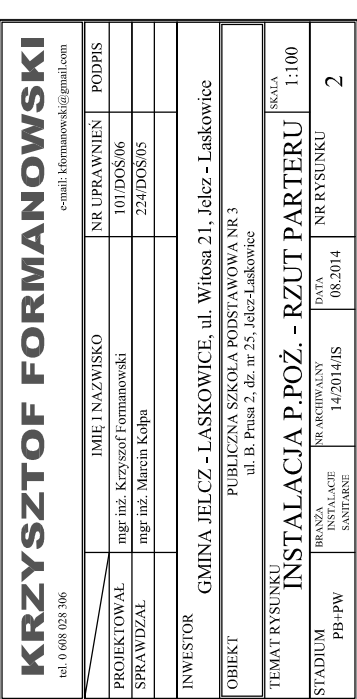 KRZYSZTOF FORMANOWSKI
tel. 0 608 028 306 e-mail: kformanowski@gmail.com
IMIĘ I NAZWISKO NR UPRAWNIEŃ PODPIS
PROJEKTOWAŁ mgr inż. Krzyszof Formanowski 101/DOŚ/06
SPRAWDZAŁ mgr inż. Marcin Kołpa 224/DOŚ/05
INWESTOR
GMINA JELCZ - LASKOWICE, ul. Witosa 21, Jelcz - Laskowice
OBIEKT
PUBLICZNA SZKOŁA PODSTAWOWA NR 3
ul. B. Prusa 2, dz. nr 25, Jelcz-Laskowice
TEMAT RYSUNKU
INSTALACJA P.POŻ. - RZUT PARTERU
SKALA
1:100
STADIUM
PB+PW
BRANŻA
INSTALACJE
SANITARNE
NR ARCHIWALNY
14/2014/IS
DATA
08.2014
NR RYSUNKU
2